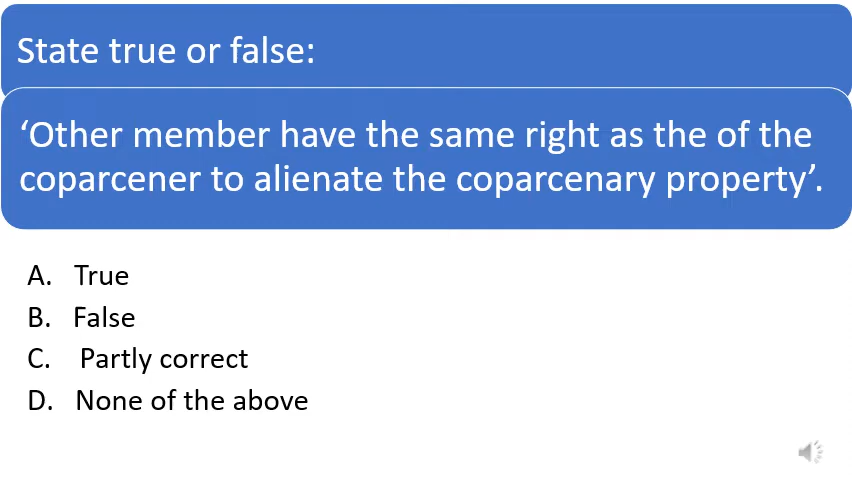 State true or false:
‘Other member have the same right as the of the
coparcener to alienate the coparcenary property’.
A. True
B. False
C. Partly correct
D. None of the above